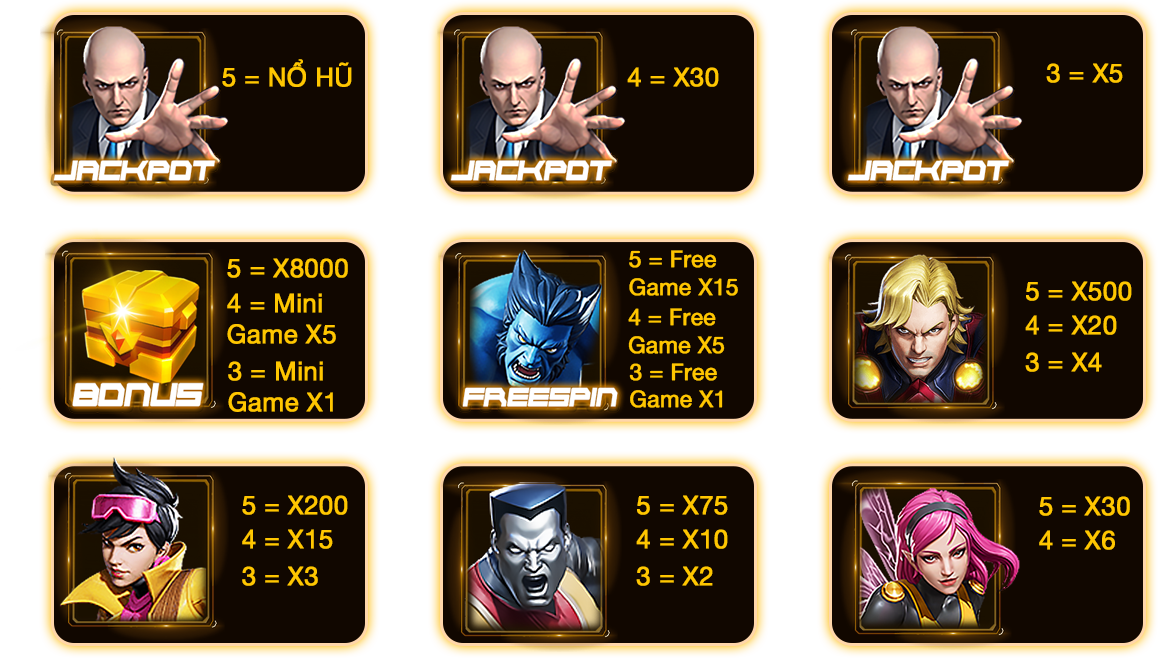 5 = NỔ HŨ
JACKPOT
4 = X30
JACKPOT
3 = X5
JACKPOT
5 = X8000
4 = Mini
Game X5
3 = Mini
Game X1
BONUS
5 = Free
Game X15
4 = Free
Game X5
3 = Free
Game X1
FREESPIN
5 = X500
4 = X20
3 = X4
5 = X200
4 = X15
3 = X3
5 = X75
4 = X10
3 = X2
5 = X30
4 = X6